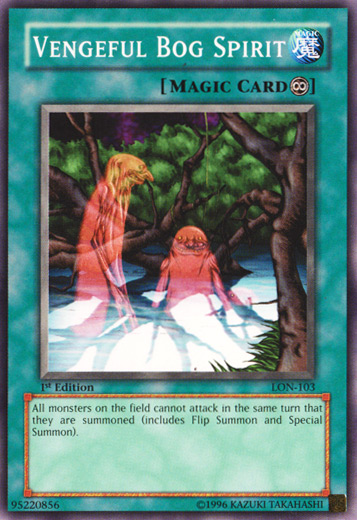 VENGEFUL BOG SPIRIT
MAGIC
魔
[MAGIC CARD∞]
1st Edition
LON-103
All monsters on the field cannot attack in the same turn that
they are summoned (includes Flip Summon and Special
Summon).
95220856
©1996 KAZUKI TAKAHASHI